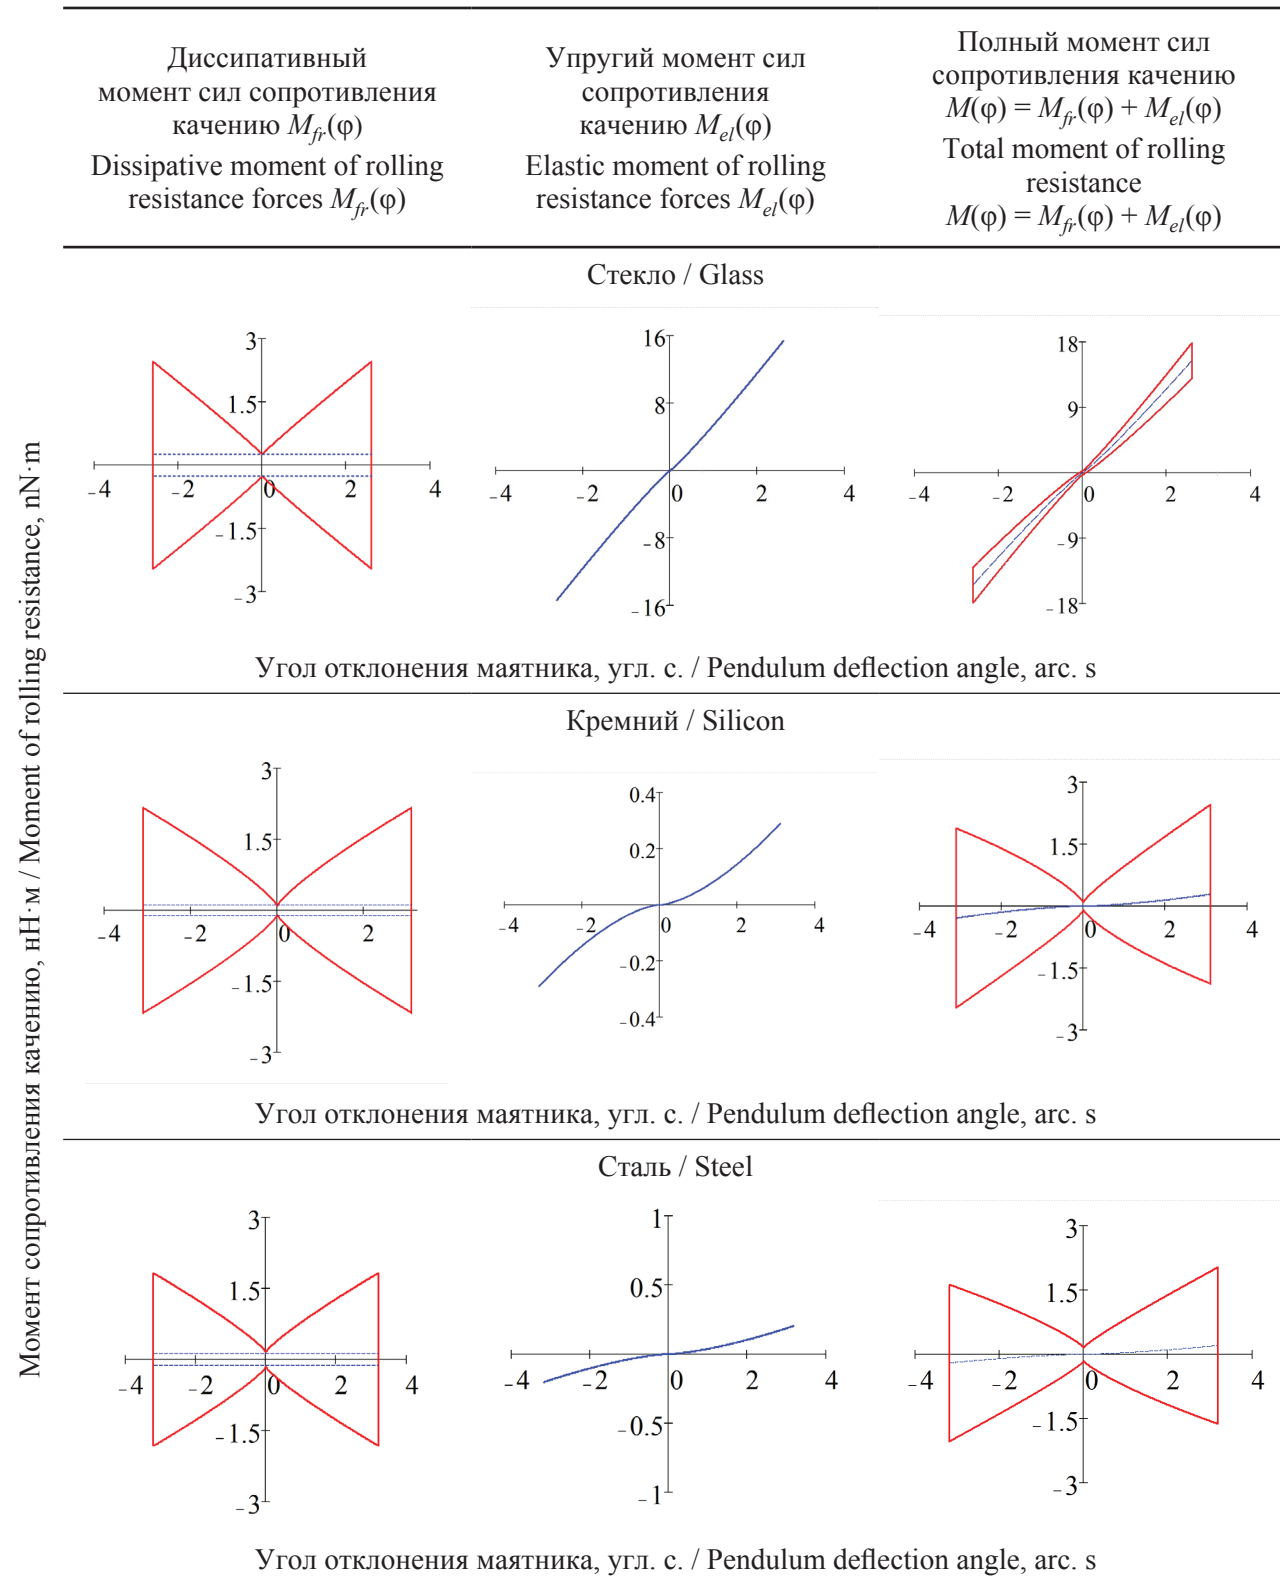 Диссипативный
момент сил сопротивления
качению Mfr(φ)
Dissipative moment of rolling
resistance forces Mfr(φ)
Упругий момент сил
сопротивления
качению Mel(φ)
Elastic moment of rolling
resistance forces Mel(φ)
Полный момент сил
сопротивления качению
M(φ) = Mfr(φ) + Mel(φ)
Total moment of rolling
resistance
M(φ) = Mfr(φ) + Mel(φ)
Момент сопротивления качению, нН·м / Moment of rolling resistance, nN·m
Стекло / Glass
3
1.5
-4 -2 0 2 4
-1.5
-3
16
8
-4 -2 0 2 4
-8
-16
18
9
-4 -2 0 2 4
-9
-18
Угол отклонения маятника, угл. с. / Pendulum deflection angle, arc. s
Кремний / Silicon
3
1.5
-4 -2 0 2
-1.5
-3
0.4
0.2
-4 -2 0 2 4
-0.2
-0.4
3
1.5
-4 -2 0 2 4
-1.5
-3
Угол отклонения маятника, угл. с. / Pendulum deflection angle, arc. s
Сталь / Steel
3
1.5
-4 -2 0 2 4
-1.5
-3
1
0.5
-4 -2 0 2 4
-0.5
-1
3
1.5
-4 -2 0 2 4
-1.5
-3
Угол отклонения маятника, угл. с. / Pendulum deflection angle, arc. s